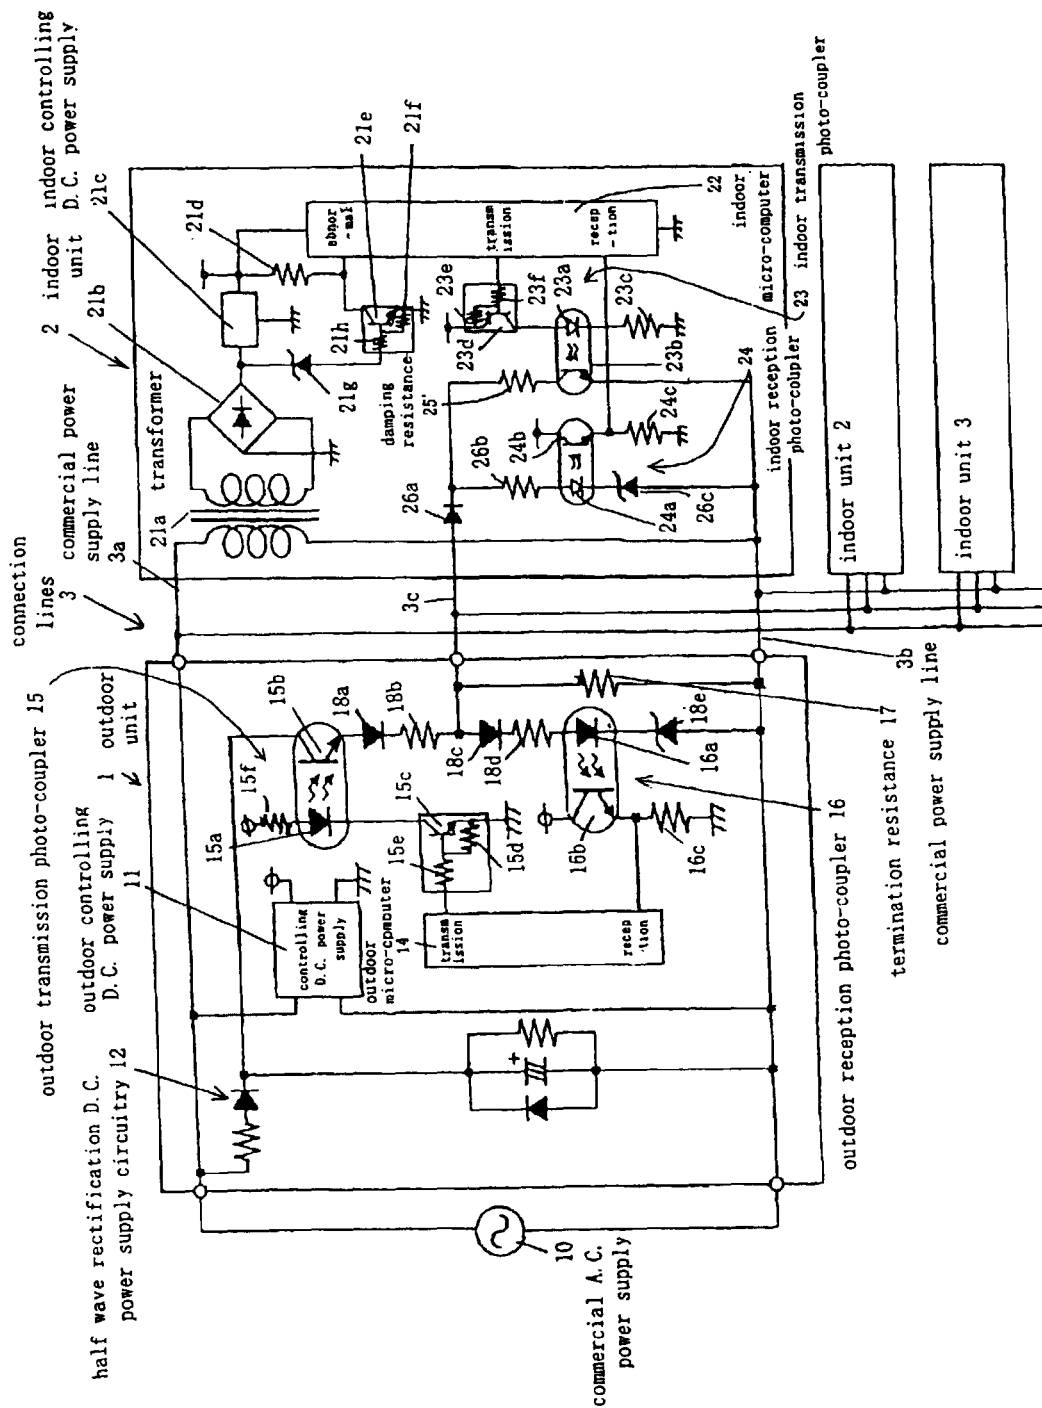 half wave rectification D.C.
power supply circuitry 12
outdoor transmission photo-coupler 15
outdoor controlling
D.C. power supply 1
11
outdoor
unit
connection
lines 3
commercial power
supply line
3a
2 indoor
unit
21b
indoor controlling
D.C. power supply
21c
21a transformer
21d
21g
21h
21e
21f
damping
resistance
25'
abnor
-mal
transm
ission
recep
-tion
22
indoor
micro-computer
23 indoor transmission
photo-coupler
23e
23f
23d
23a
23c
23b
indoor reception
photo-coupler
24
24b
24c
24a
26a
26b
26c
3c
15f
15b
15a
18a
18b
15c
15e
15d
18c
18d
18e
16a
16b
16c
17
controlling
D.C. power
supply
outdoor
micro-cpmputer
14
transm
ission
recep
tion
+
10
commercial A.C.
power supply
outdoor reception photo-coupler 16
termination resistance
3b
commercial power supply line
indoor unit 2
indoor unit 3